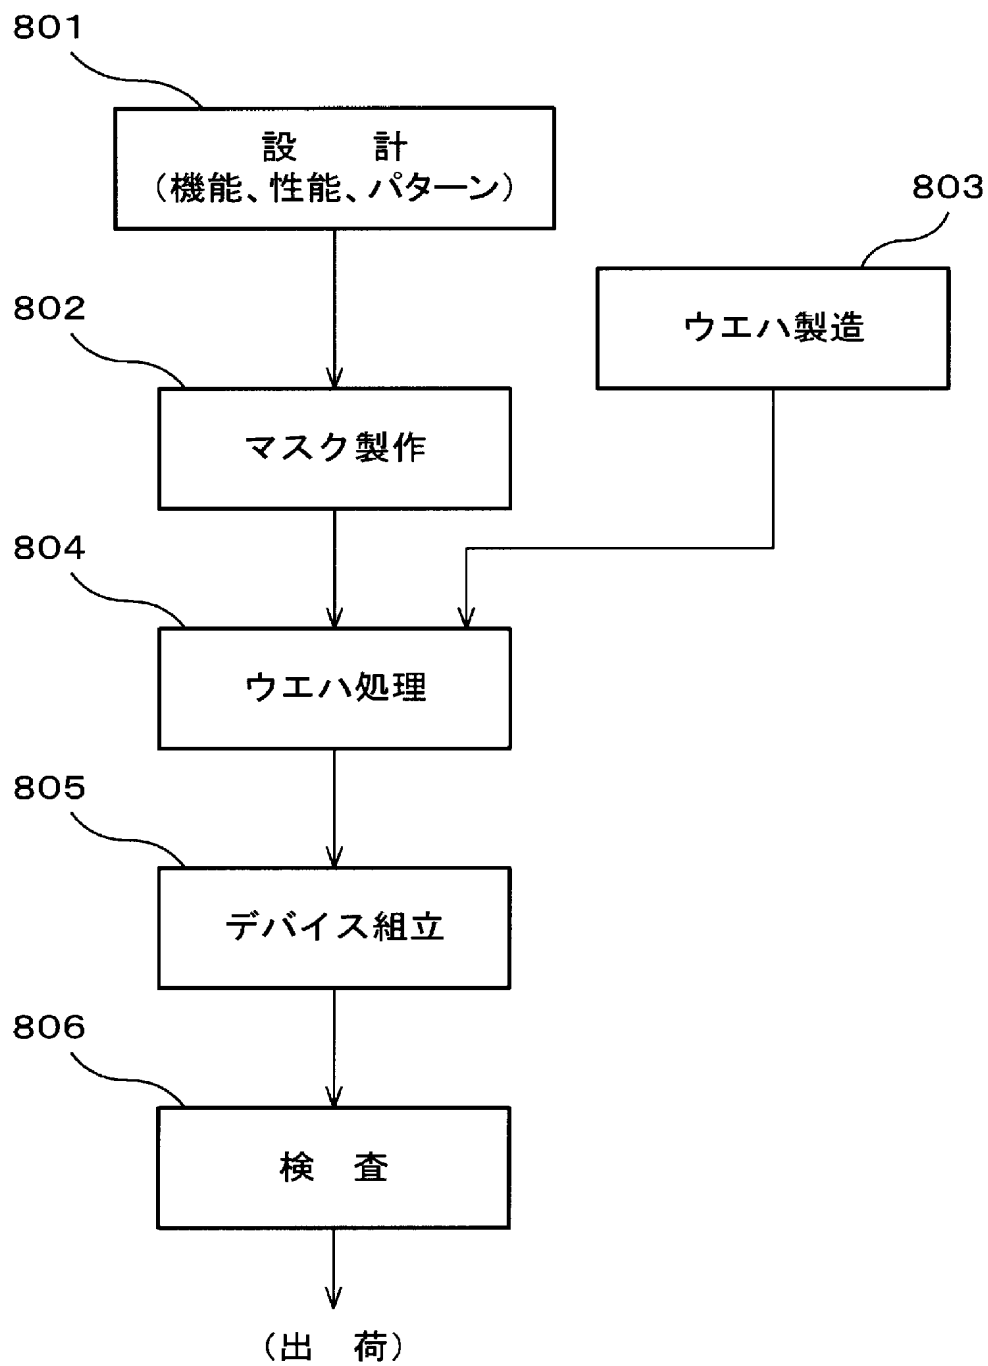 801
設　計
（機能、性能、パターン）
803
ウエハ製造
802
マスク製作
804
ウエハ処理
805
デバイス組立
806
検　査
（出　荷）